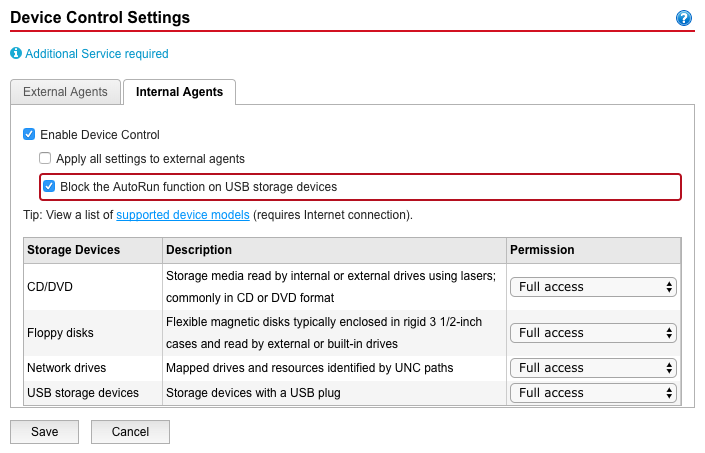 Device Control Settings
?
Additional Service required
External Agents
Internal Agents
Enable Device Control
Apply all settings to external agents
Block the AutoRun function on USB storage devices
Tip: View a list of supported device models (requires Internet connection).
Storage Devices Description Permission
CD/DVD Storage media read by internal or external drives using lasers; Full access
commonly in CD or DVD format
Floppy disks Flexible magnetic disks typically enclosed in rigid 3 1/2-inch Full access
cases and read by external or built-in drives
Network drives Mapped drives and resources identified by UNC paths Full access
USB storage devices Storage devices with a USB plug Full access
Save Cancel